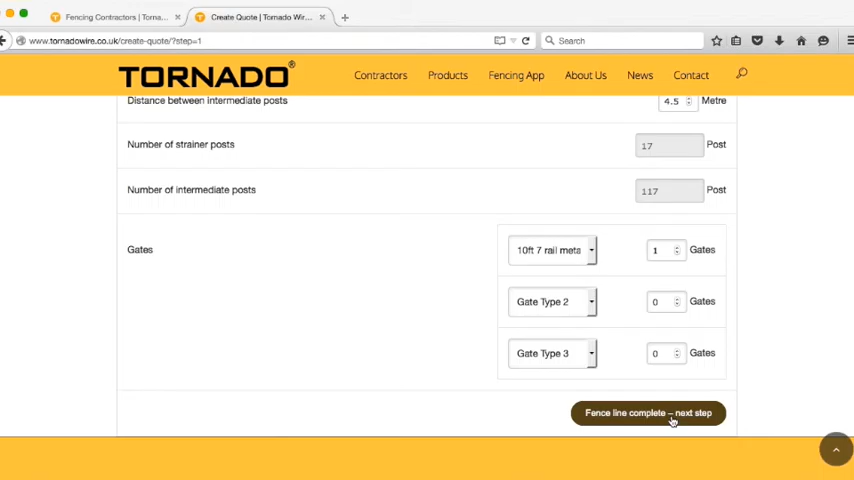 Fencing Contractors | Torna...
Create Quote | Tornado Wir...
www.tornadowire.co.uk/create-quote/?step=1
Search
TORNADO®
Contractors
Products
Fencing App
About Us
News
Contact
Distance between intermediate posts
4.5
Metre
Number of strainer posts
17
Post
Number of intermediate posts
117
Post
Gates
10ft 7 rail meta
1
Gates
Gate Type 2
0
Gates
Gate Type 3
0
Gates
Fence line complete – next step